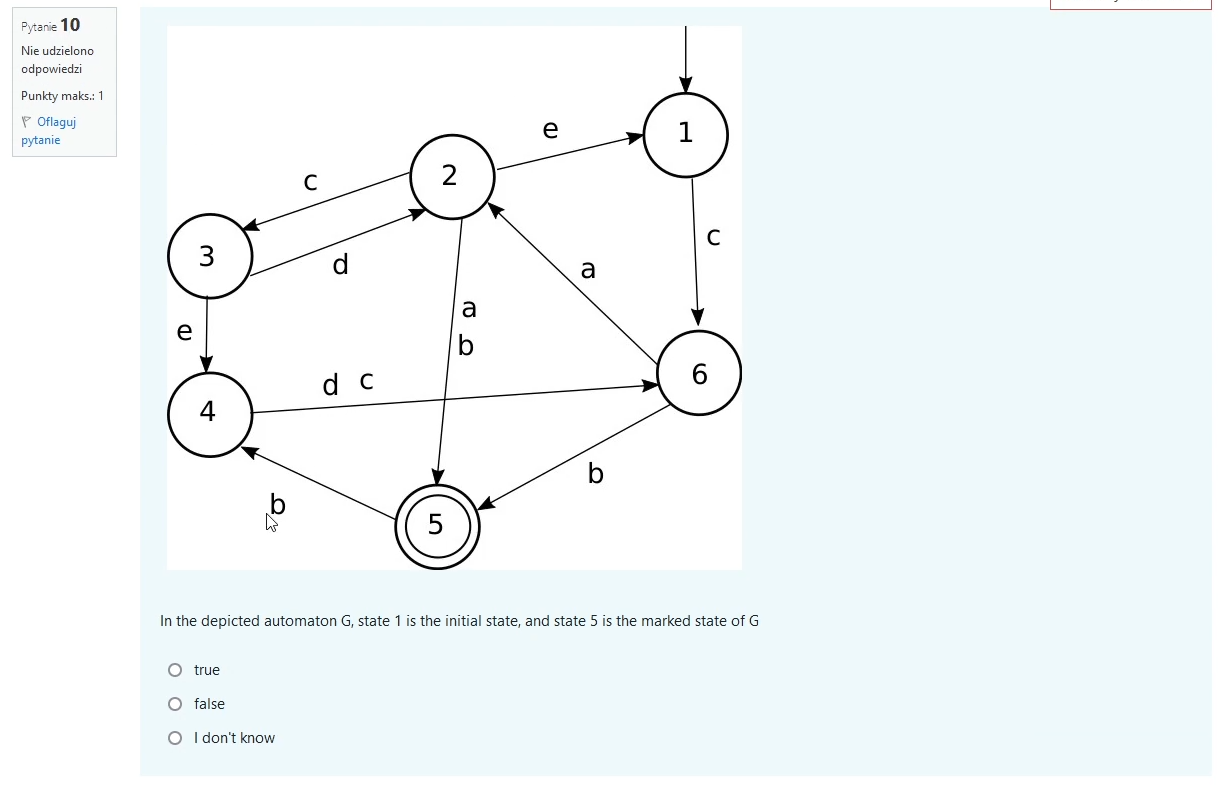 Pytanie 10
Nie udzielono
odpowiedzi
Punkty maks.: 1
Oflaguj
pytanie
e
1
2
c
c
3
d
a
a
b
e
d c
6
4
b
b
5
In the depicted automaton G, state 1 is the initial state, and state 5 is the marked state of G
true
false
I don't know